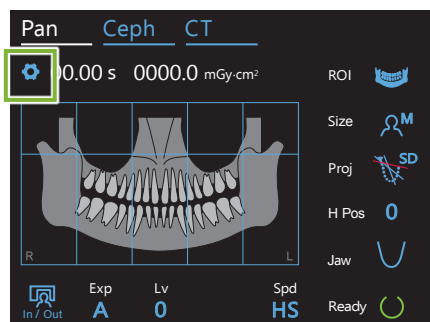 Pan Ceph CT
00.00 s 0000.0 mGy·cm²
ROI
Size M
Proj SD
H Pos 0
R L
Jaw
In / Out
Exp Lv Spd
A 0 HS
Ready